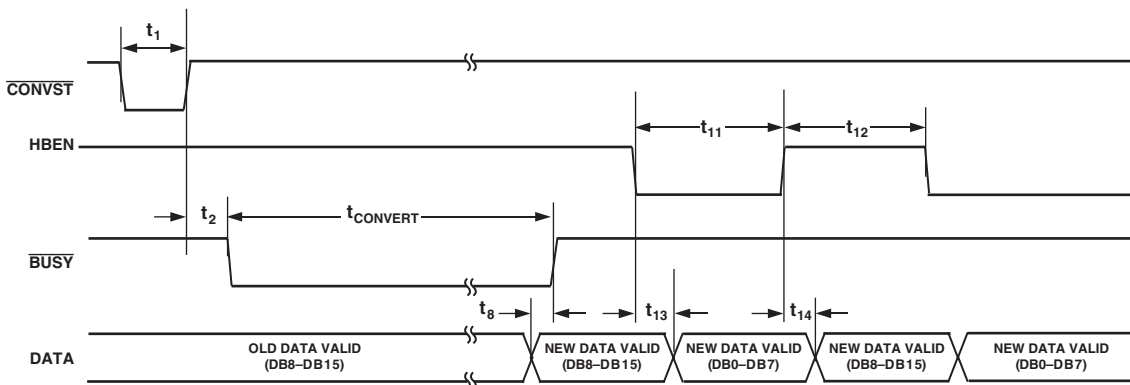 t1
CONVST
HBEN
t11
t12
t2
tCONVERT
BUSY
t8
t13
t14
DATA
OLD DATA VALID
(DB8–DB15)
NEW DATA VALID
(DB8–DB15)
NEW DATA VALID
(DB0–DB7)
NEW DATA VALID
(DB8–DB15)
NEW DATA VALID
(DB0–DB7)